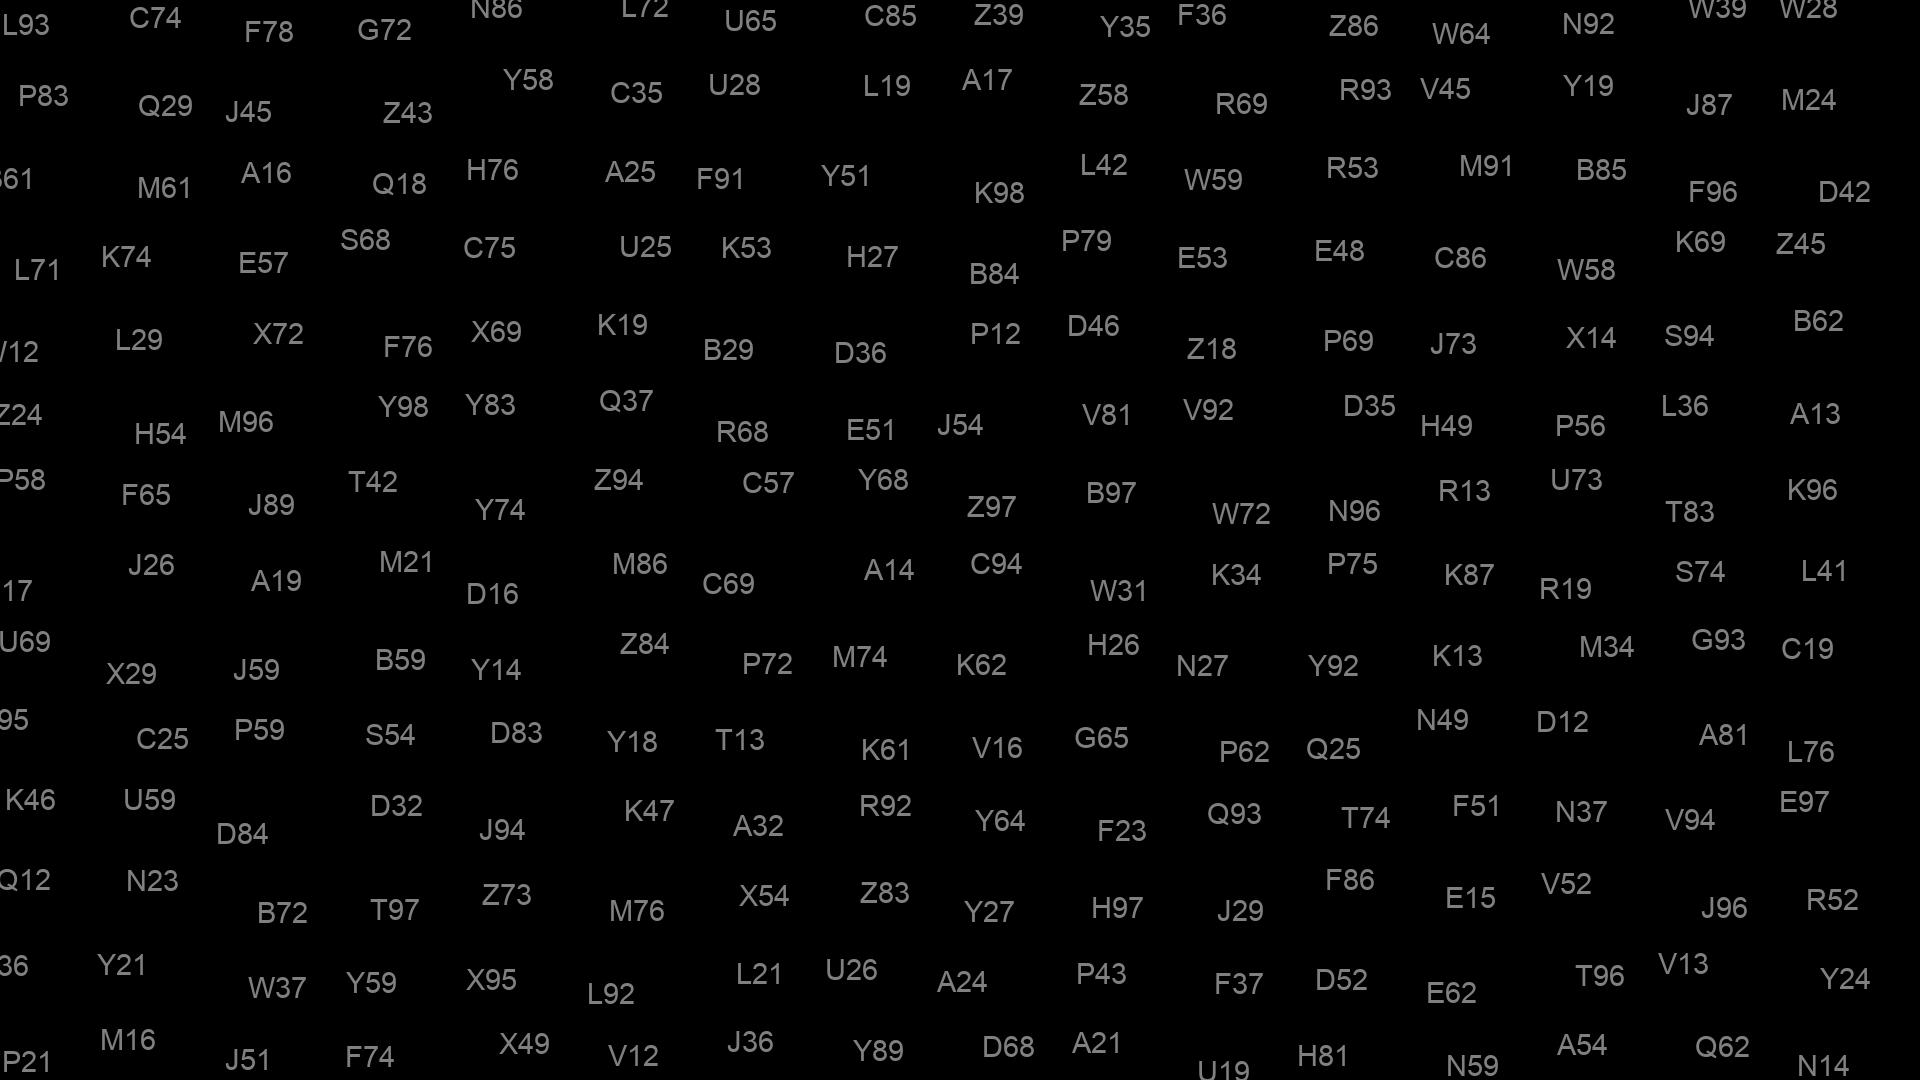 L93 C74 F78 G72 N86 L72 U65 C85 Z39 Y35 F36 Z86 W64 N92 W39 W28
P83 Q29 J45 Z43 Y58 C35 U28 L19 A17 Z58 R69 R93 V45 Y19 J87 M24
61 M61 A16 Q18 H76 A25 F91 Y51 K98 L42 W59 R53 M91 B85 F96 D42
L71 K74 E57 S68 C75 U25 K53 H27 B84 P79 E53 E48 C86 W58 K69 Z45
12 L29 X72 F76 X69 K19 B29 D36 P12 D46 Z18 P69 J73 X14 S94 B62
Z24 H54 M96 Y98 Y83 Q37 R68 E51 J54 V81 V92 D35 H49 P56 L36 A13
P58 F65 J89 T42 Y74 Z94 C57 Y68 Z97 B97 W72 N96 R13 U73 T83 K96
17 J26 A19 M21 D16 M86 C69 A14 C94 W31 K34 P75 K87 R19 S74 L41
U69 X29 J59 B59 Y14 Z84 P72 M74 K62 H26 N27 Y92 K13 M34 G93 C19
95 C25 P59 S54 D83 Y18 T13 K61 V16 G65 P62 Q25 N49 D12 A81 L76
K46 U59 D84 D32 J94 K47 A32 R92 Y64 F23 Q93 T74 F51 N37 V94 E97
Q12 N23 B72 T97 Z73 M76 X54 Z83 Y27 H97 J29 F86 E15 V52 J96 R52
36 Y21 W37 Y59 X95 L92 L21 U26 A24 P43 F37 D52 E62 T96 V13 Y24
P21 M16 J51 F74 X49 V12 J36 Y89 D68 A21 U19 H81 N59 A54 Q62 N14